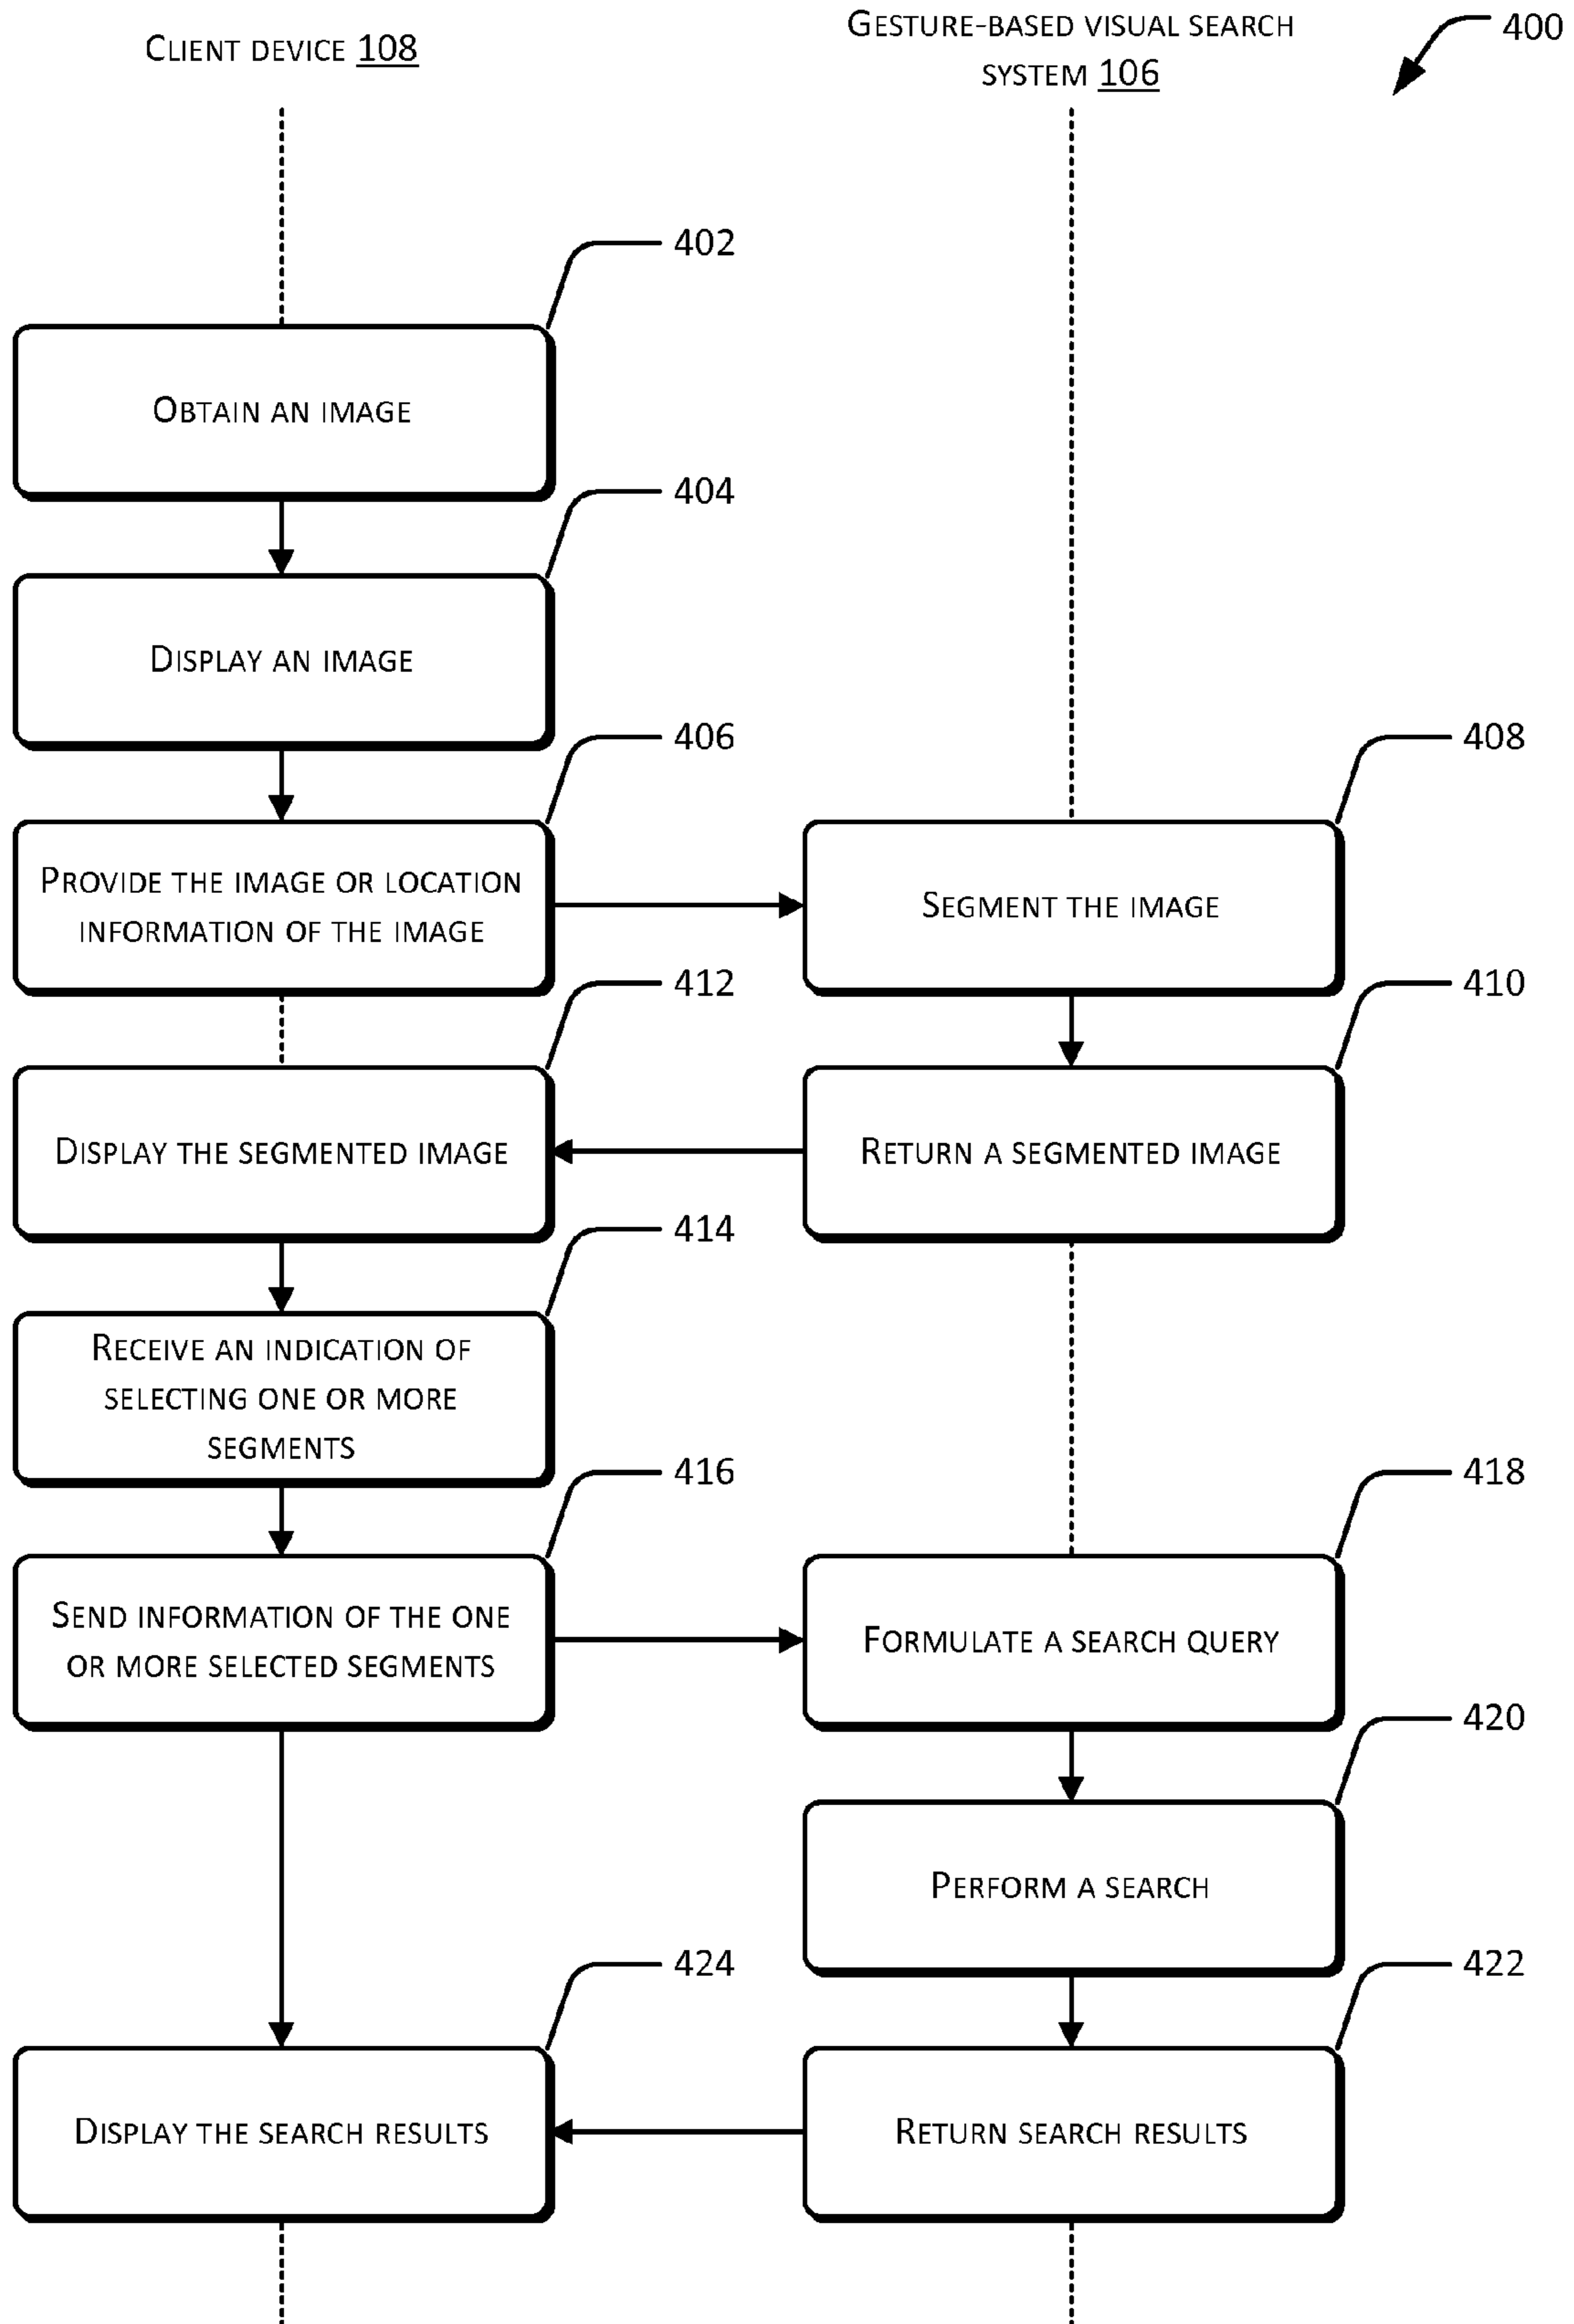 CLIENT DEVICE 108
GESTURE-BASED VISUAL SEARCH
SYSTEM 106
400
402
OBTAIN AN IMAGE
404
DISPLAY AN IMAGE
406
408
PROVIDE THE IMAGE OR LOCATION
INFORMATION OF THE IMAGE
SEGMENT THE IMAGE
412
410
DISPLAY THE SEGMENTED IMAGE
RETURN A SEGMENTED IMAGE
414
RECEIVE AN INDICATION OF
SELECTING ONE OR MORE
SEGMENTS
416
418
SEND INFORMATION OF THE ONE
OR MORE SELECTED SEGMENTS
FORMULATE A SEARCH QUERY
420
PERFORM A SEARCH
424
422
DISPLAY THE SEARCH RESULTS
RETURN SEARCH RESULTS